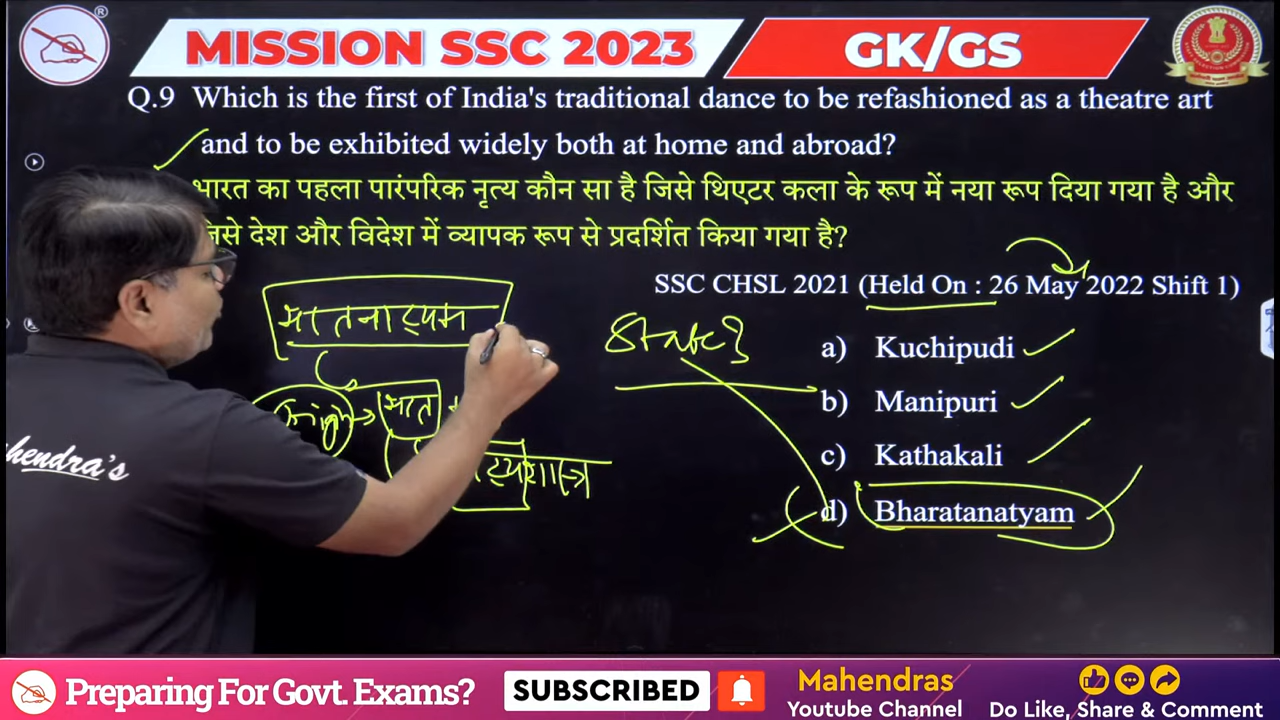 MISSION SSC 2023
GK/GS
Q.9 Which is the first of India's traditional dance to be refashioned as a theatre art
and to be exhibited widely both at home and abroad?
भारत का पहला पारंपरिक नृत्य कौन सा है जिसे थिएटर कला के रूप में नया रूप दिया गया है और
जिसे देश और विदेश में व्यापक रूप से प्रदर्शित किया गया है?
SSC CHSL 2021 (Held On : 26 May 2022 Shift 1)
State?
a) Kuchipudi
b) Manipuri
c) Kathakali
d) Bharatanatyam
Preparing For Govt. Exams?
SUBSCRIBED
Mahendras
YouTube Channel
Do Like, Share & Comment